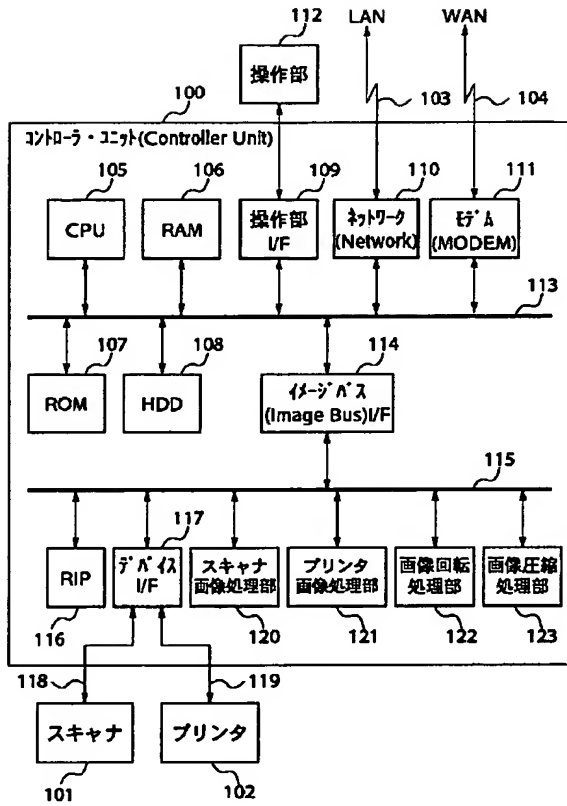 112
LAN
WAN
操作部
100
103
104
コントローラ・ユニット(Controller Unit)
105
106
109
110
111
CPU
RAM
操作部
I/F
ネットワーク
(Network)
モデム
(MODEM)
113
107
108
114
ROM
HDD
イメージバス
(Image Bus)I/F
115
117
RIP
デバイス
I/F
スキャナ
画像処理部
プリンタ
画像処理部
画像回転
処理部
画像圧縮
処理部
116
120
121
122
123
118
119
スキャナ
プリンタ
101
102